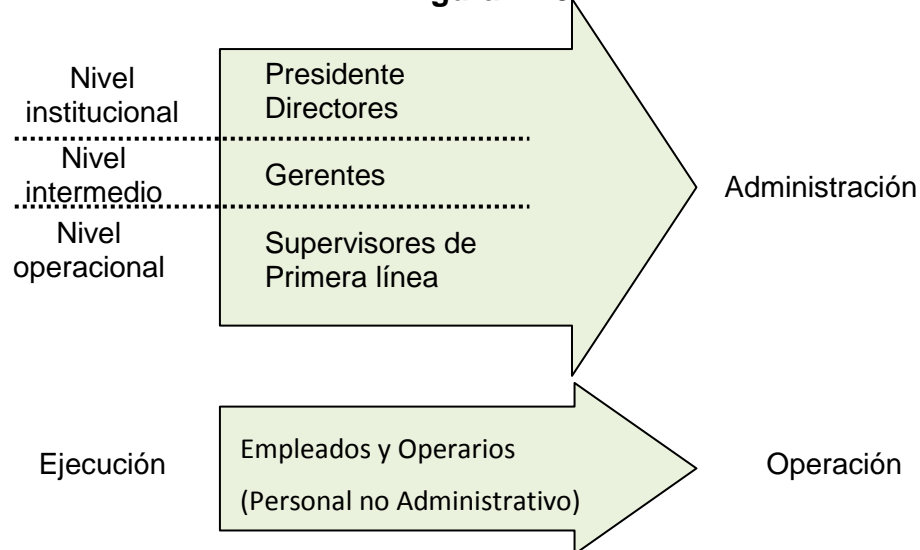 Nivel
institucional
Presidente
Directores
Nivel
intermedio
Gerentes
Administración
Nivel
operacional
Supervisores de
Primera línea
Ejecución
Empleados y Operarios
(Personal no Administrativo)
Operación